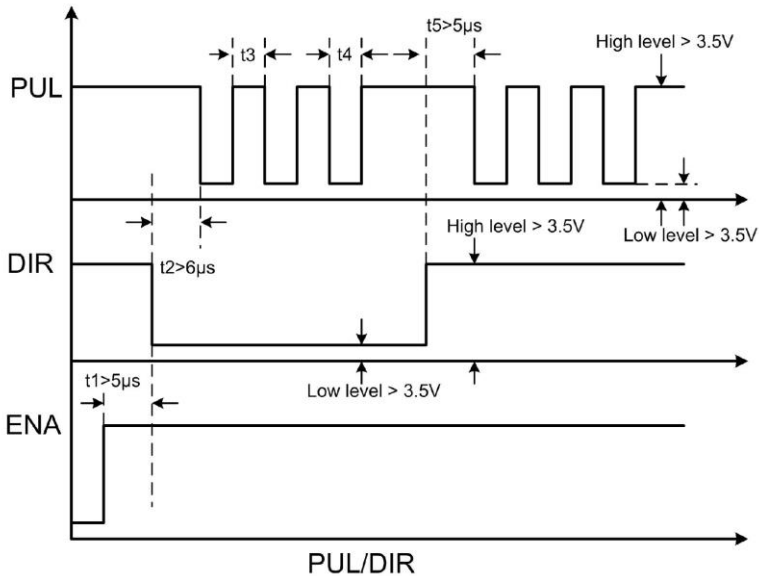 t5>5μs
High level > 3.5V
t3
t4
PUL
High level > 3.5V
Low level > 3.5V
DIR
t2>6μs
t1>5μs
Low level > 3.5V
ENA
PUL/DIR